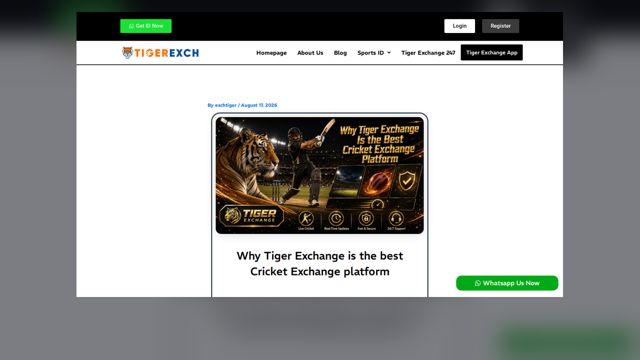 Get ID Now
Login
Register
TIGEREXCH
Homepage
About Us
Blog
Sports ID
Tiger Exchange 247
Tiger Exchange App
By exchtiger / August 11, 2026
Why Tiger Exchange
Is the Best
Cricket Exchange
Platform
TIGER
EXCHANGE
Live Cricket
Real-Time Updates
Fast & Secure
24/7 Support
Why Tiger Exchange is the best
Cricket Exchange platform
Whatsapp Us Now